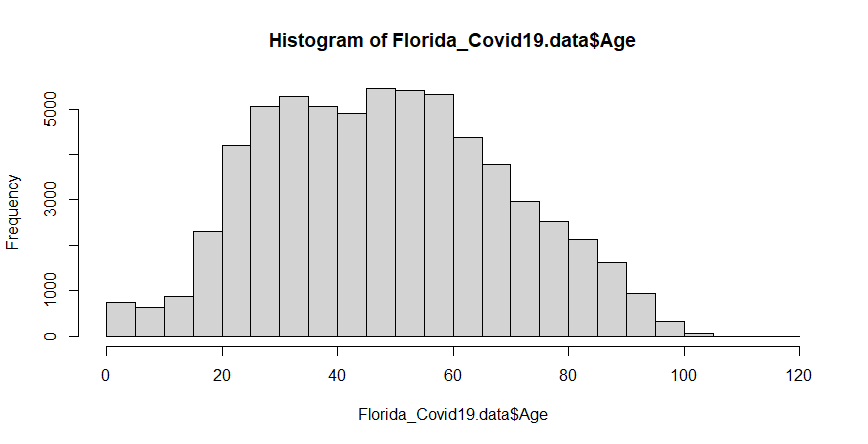 Histogram of Florida_Covid19.data$Age
Frequency
5000
3000
1000
0
0 20 40 60 80 100 120
Florida_Covid19.data$Age